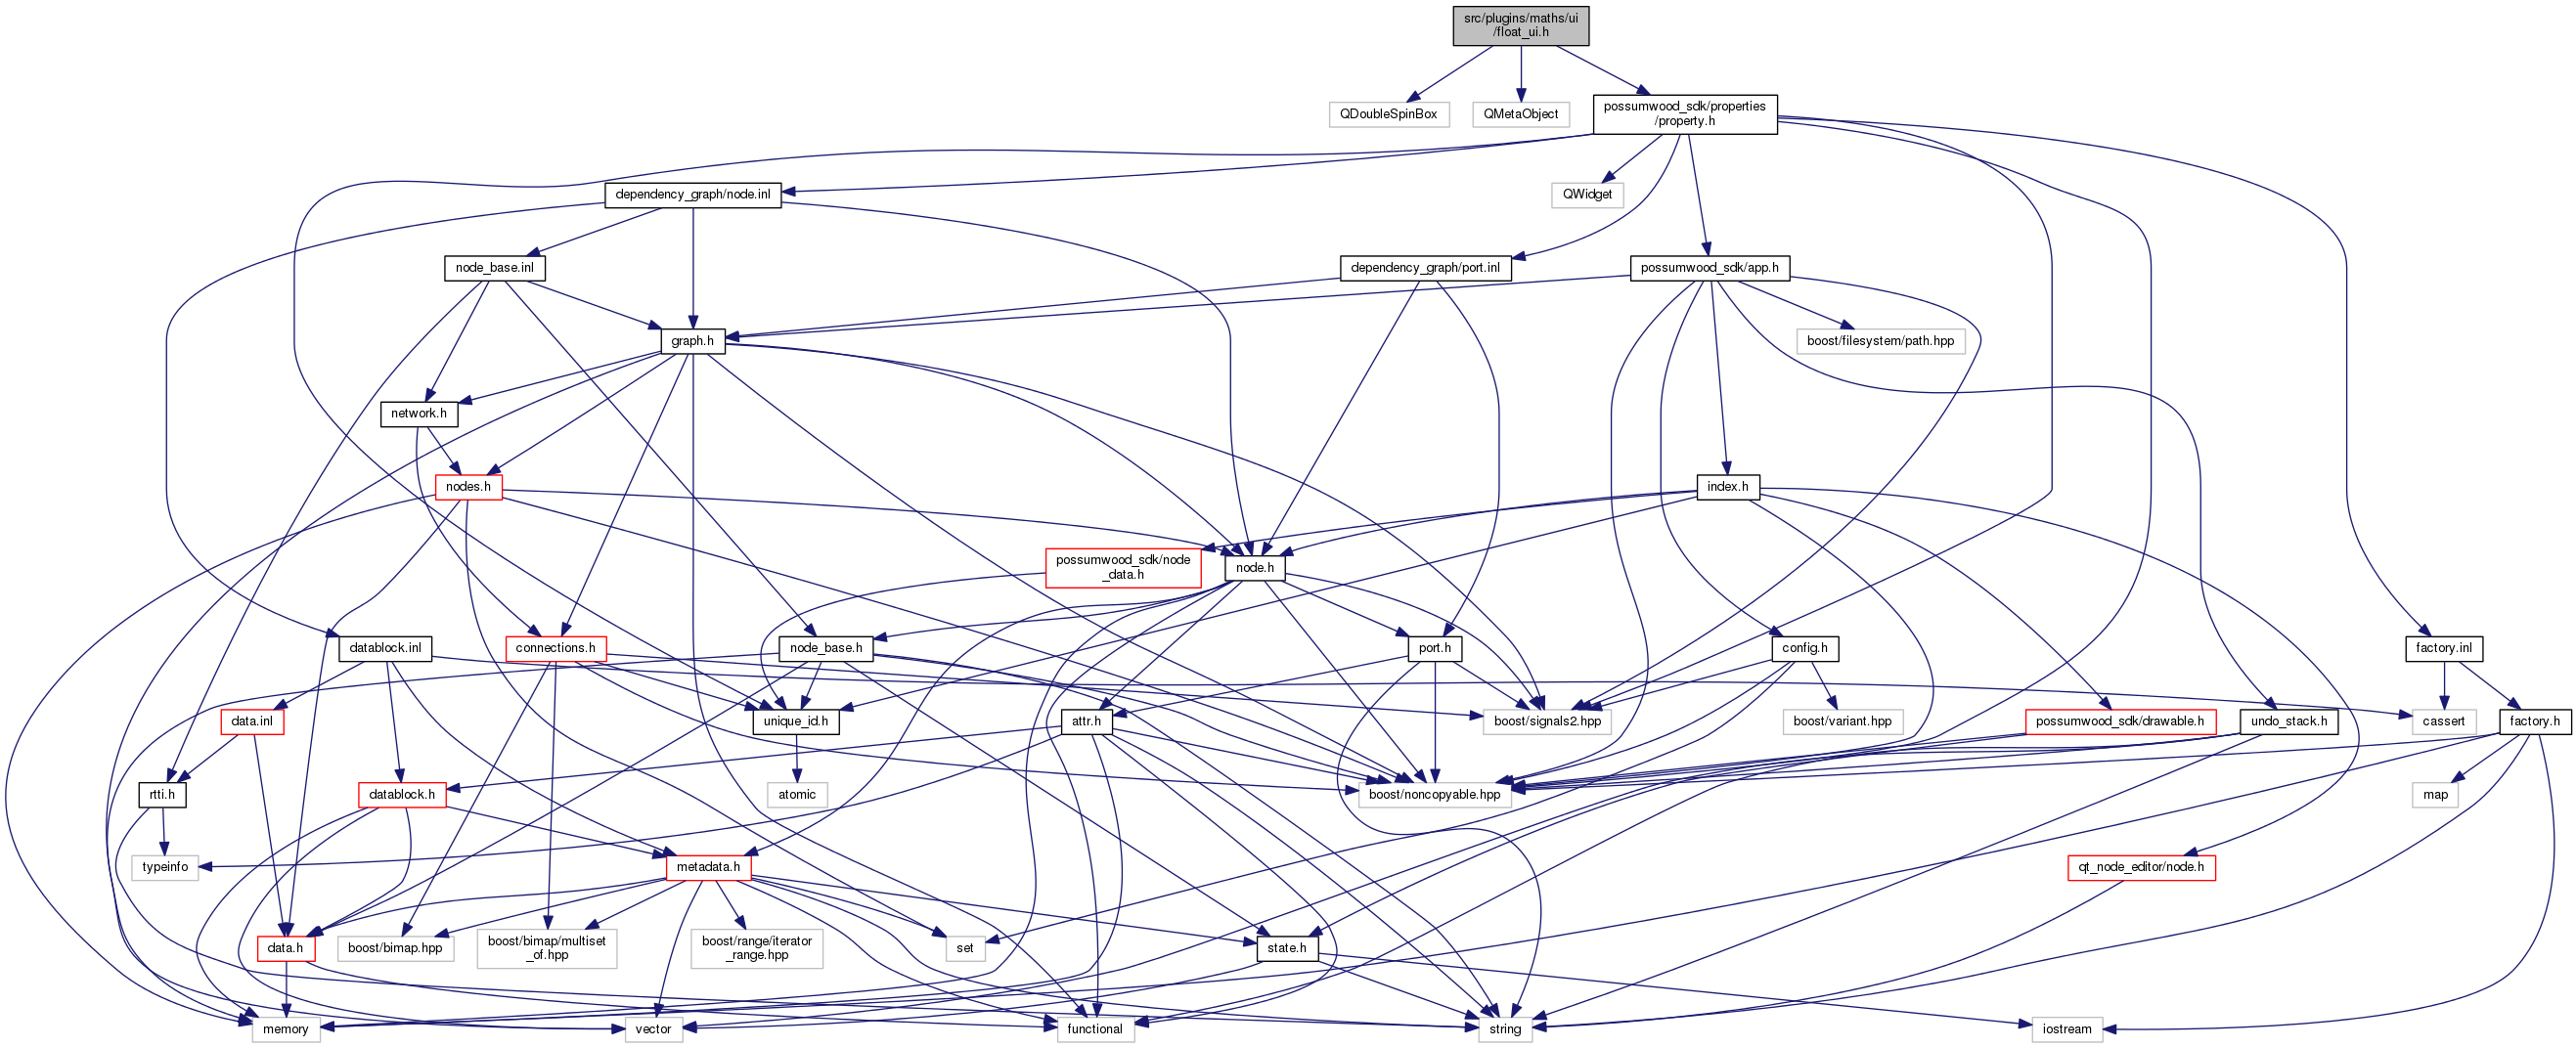 src/plugins/maths/ui
/float_ui.h
QDoubleSpinBox
QMetaObject
possumwood_sdk/properties
/property.h
dependency_graph/node.inl
QWidget
node_base.inl
dependency_graph/port.inl
possumwood_sdk/app.h
graph.h
boost/filesystem/path.hpp
network.h
nodes.h
index.h
possumwood_sdk/node
_data.h
node.h
datablock.inl
connections.h
node_base.h
port.h
config.h
factory.inl
data.inl
unique_id.h
attr.h
boost/signals2.hpp
boost/variant.hpp
possumwood_sdk/drawable.h
undo_stack.h
cassert
factory.h
rtti.h
datablock.h
atomic
boost/noncopyable.hpp
map
typeinfo
metadata.h
qt_node_editor/node.h
data.h
boost/bimap.hpp
boost/bimap/multiset
_of.hpp
boost/range/iterator
_range.hpp
set
state.h
memory
vector
functional
string
iostream